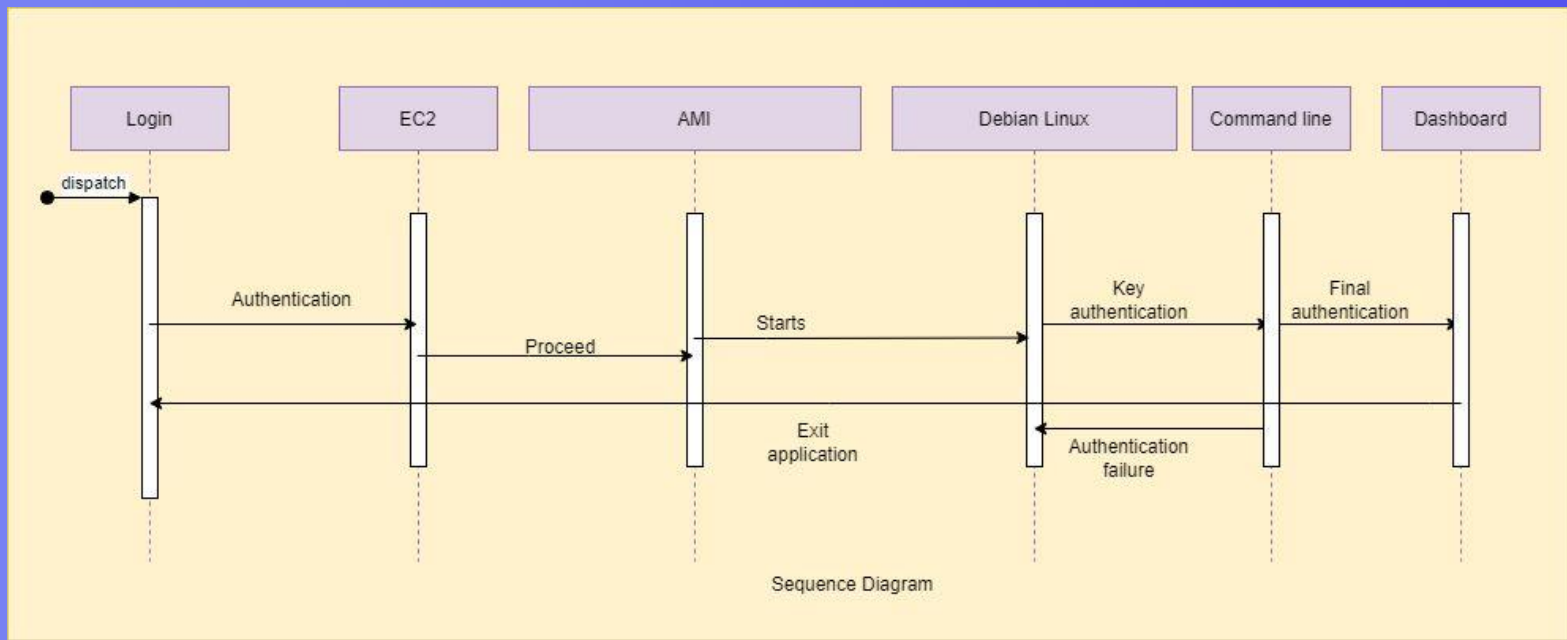 Login
EC2
AMI
Debian Linux
Command line
Dashboard
dispatch
Authentication
Proceed
Starts
Key
authentication
Final
authentication
Exit
application
Authentication
failure
Sequence Diagram